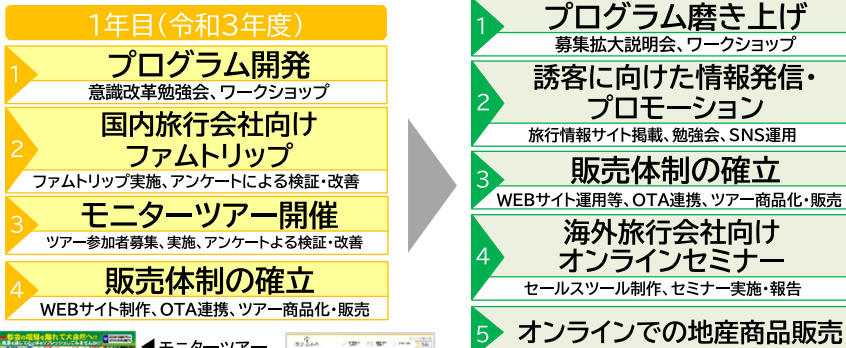 1年目(令和3年度)
1
プログラム開発
意識改革勉強会、ワークショップ
2
国内旅行会社向け
ファムトリップ
ファムトリップ実施、アンケートによる検証・改善
3
モニターツアー開催
ツアー参加者募集、実施、アンケートよる検証・改善
4
販売体制の確立
WEBサイト制作、OTA連携、ツアー商品化・販売
◀モニターツアー
1
プログラム磨き上げ
募集拡大説明会、ワークショップ
2
誘客に向けた情報発信・
プロモーション
旅行情報サイト掲載、勉強会、SNS運用
3
販売体制の確立
WEBサイト運用等、OTA連携、ツアー商品化・販売
4
海外旅行会社向け
オンラインセミナー
セールスツール制作、セミナー実施・報告
5
オンラインでの地産商品販売